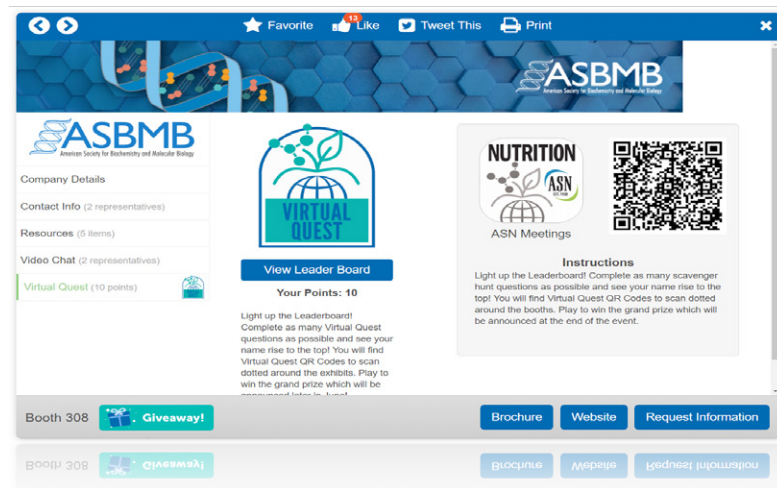 Favorite
13
Like
Tweet This
Print
ASBMB
American Society for Biochemistry and Molecular Biology
ASBMB
American Society for Biochemistry and Molecular Biology
Company Details
Contact Info (2 representatives)
Resources (5 items)
Video Chat (2 representatives)
Virtual Quest (10 points)
VIRTUAL
QUEST
View Leader Board
Your Points: 10
Light up the Leaderboard!
Complete as many Virtual Quest
questions as possible and see your
name rise to the top! You will find
Virtual Quest QR Codes to scan
dotted around the exhibits. Play to
win the grand prize which will be
announced later in June!
NUTRITION
ASN
ASN Meetings
Instructions
Light up the Leaderboard! Complete as many scavenger
hunt questions as possible and see your name rise to the
top! You will find Virtual Quest QR Codes to scan dotted
around the booths. Play to win the grand prize which will
be announced at the end of the event.
Booth 308
Giveaway!
Brochure
Website
Request Information